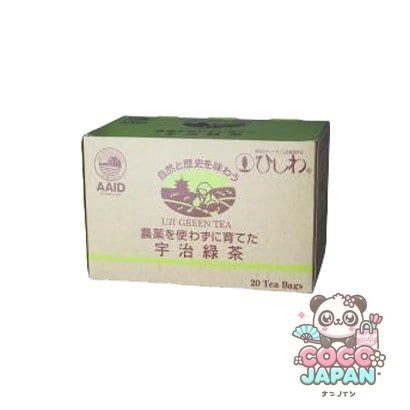 AAID
自然と歴史を味わう
ひしわ
UJI GREEN TEA
農薬を使わずに育てた
宇治緑茶
20 Tea Bags
COCO
JAPAN